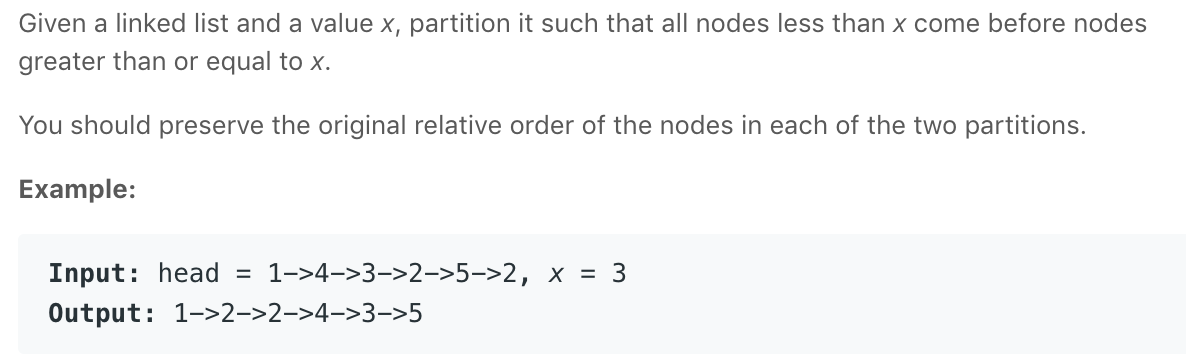 Given a linked list and a value x, partition it such that all nodes less than x come before nodes
greater than or equal to x.
You should preserve the original relative order of the nodes in each of the two partitions.
Example:
Input: head = 1->4->3->2->5->2, x = 3
Output: 1->2->2->4->3->5